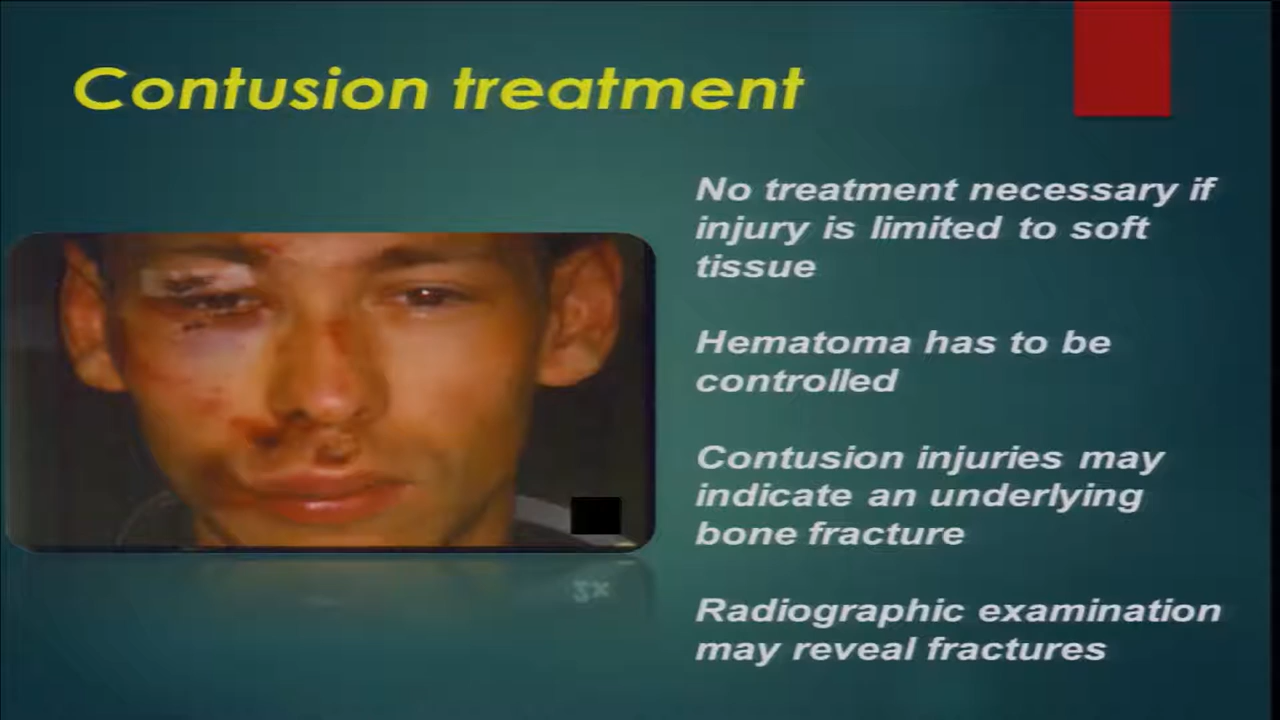 Contusion treatment
No treatment necessary if
injury is limited to soft
tissue
Hematoma has to be
controlled
Contusion injuries may
indicate an underlying
bone fracture
Radiographic examination
may reveal fractures